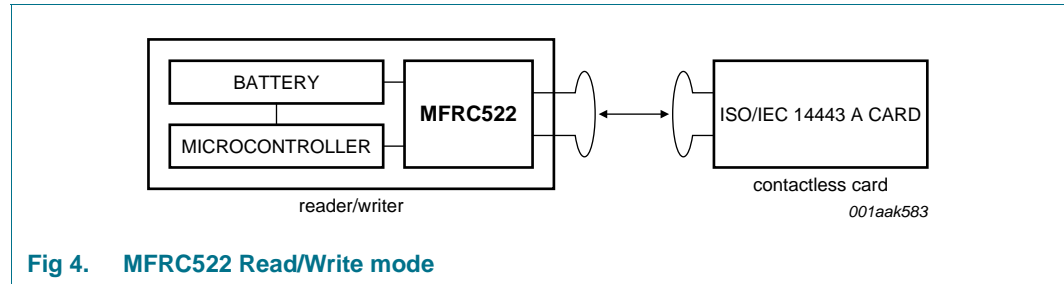 BATTERY
MICROCONTROLLER
MFRC522
ISO/IEC 14443 A CARD
reader/writer
contactless card
001aak583
Fig 4. MFRC522 Read/Write mode